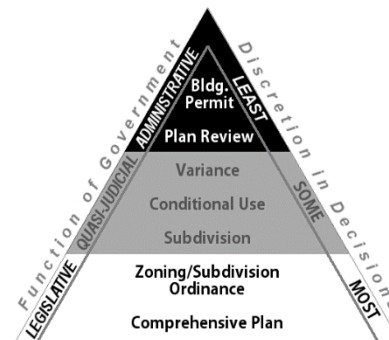 Function of Government
Discretion in Decisions
ADMINISTRATIVE
LEAST
Bldg.
Permit
Plan Review
QUASI-JUDICIAL
SOME
Variance
Conditional Use
Subdivision
LEGISLATIVE
MOST
Zoning/Subdivision
Ordinance
Comprehensive Plan